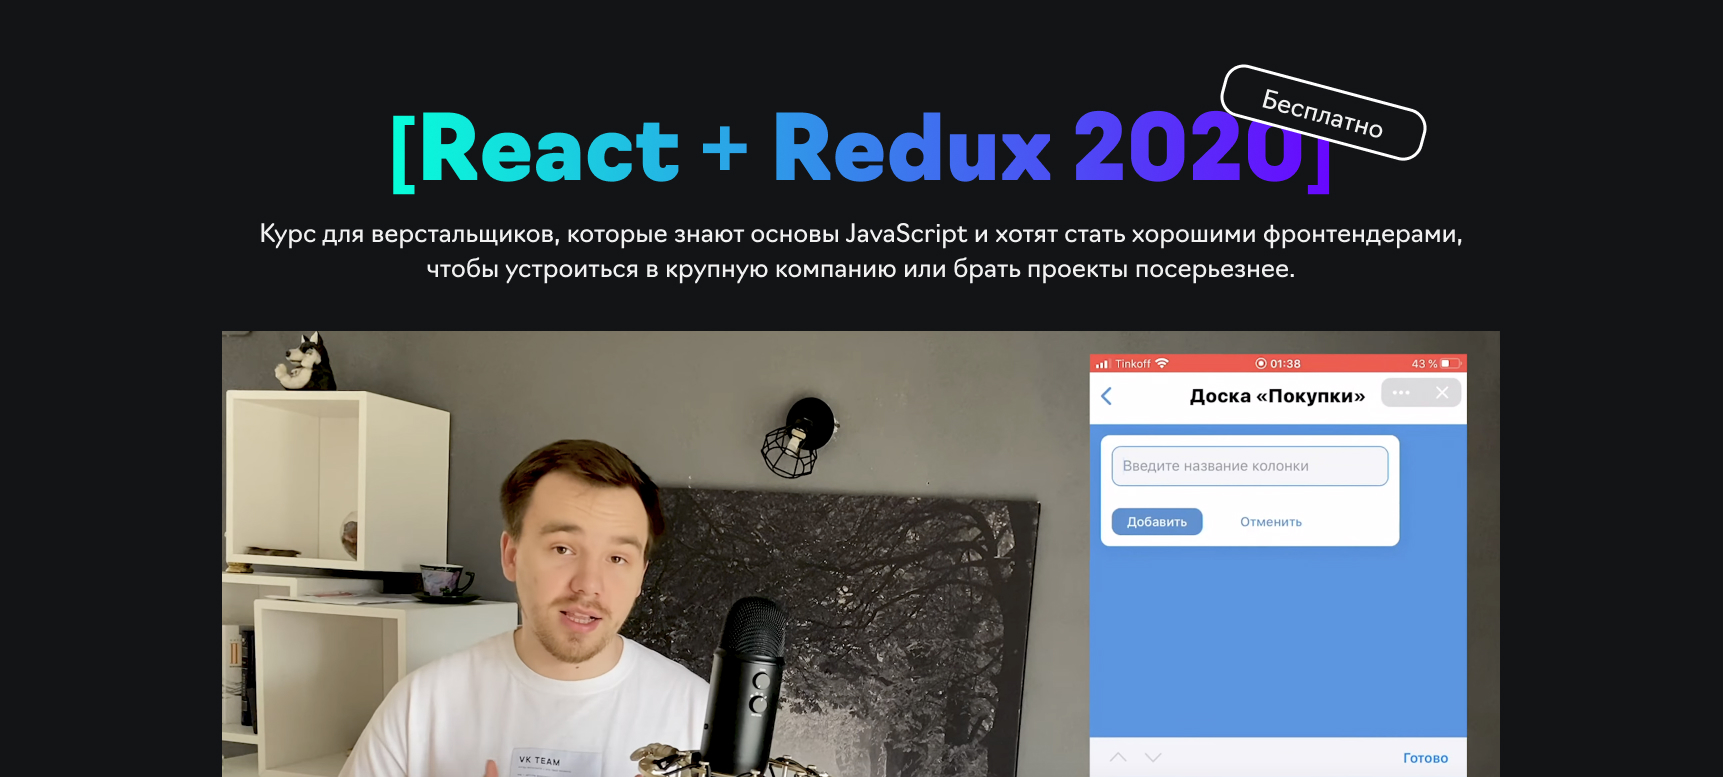 Бесплатно
[React + Redux 2020]
Курс для верстальщиков, которые знают основы JavaScript и хотят стать хорошими фронтендерами,
чтобы устроиться в крупную компанию или брать проекты посерьезнее.
Tinkoff 01:38 43 %
Доска «Покупки»
Введите название колонки
Добавить Отменить
VK TEAM
Готово